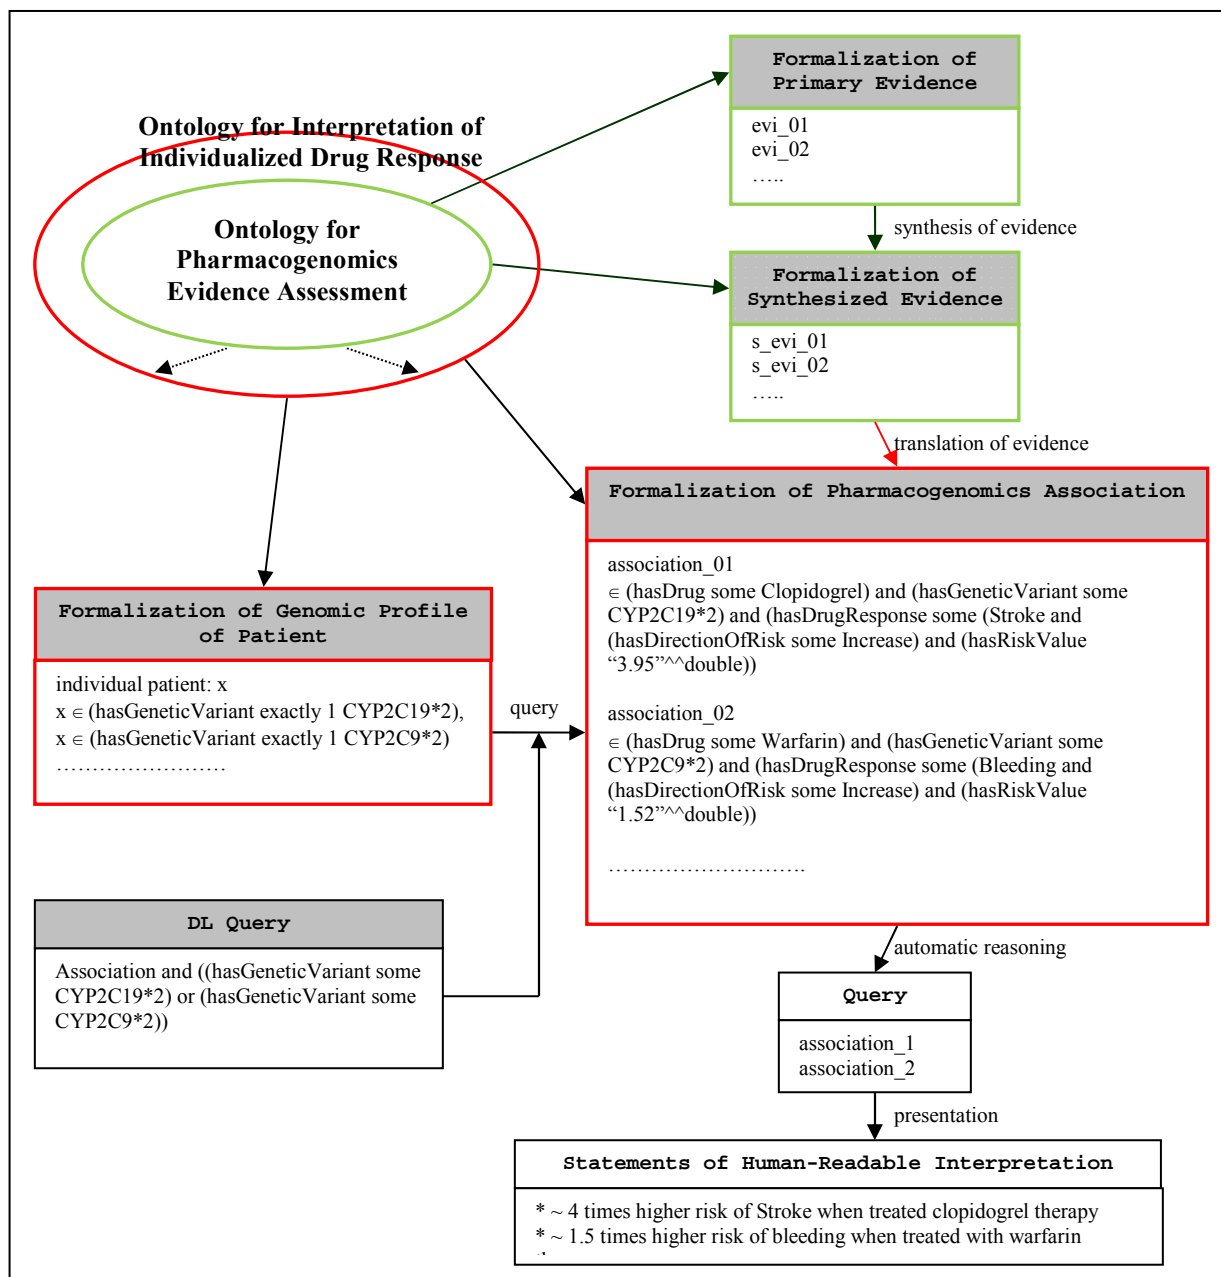 Formalization of
Primary Evidence
evi_01
evi_02
…..
Ontology for Interpretation of
Individualized Drug Response
Ontology for
Pharmacogenomics
Evidence Assessment
synthesis of evidence
Formalization of
Synthesized Evidence
s_evi_01
s_evi_02
…..
translation of evidence
Formalization of Pharmacogenomics Association
association_01
∈ (hasDrug some Clopidogrel) and (hasGeneticVariant some
CYP2C19*2) and (hasDrugResponse some (Stroke and
(hasDirectionOfRisk some Increase) and (hasRiskValue
“3.95”^^double))
association_02
∈ (hasDrug some Warfarin) and (hasGeneticVariant some
CYP2C9*2) and (hasDrugResponse some (Bleeding and
(hasDirectionOfRisk some Increase) and (hasRiskValue
“1.52”^^double))
……………………….
Formalization of Genomic Profile
of Patient
individual patient: x
x ∈ (hasGeneticVariant exactly 1 CYP2C19*2),
x ∈ (hasGeneticVariant exactly 1 CYP2C9*2)
……………………
query
DL Query
Association and ((hasGeneticVariant some
CYP2C19*2) or (hasGeneticVariant some
CYP2C9*2))
automatic reasoning
Query
association_1
association_2
presentation
Statements of Human-Readable Interpretation
* ~ 4 times higher risk of Stroke when treated clopidogrel therapy
* ~ 1.5 times higher risk of bleeding when treated with warfarin